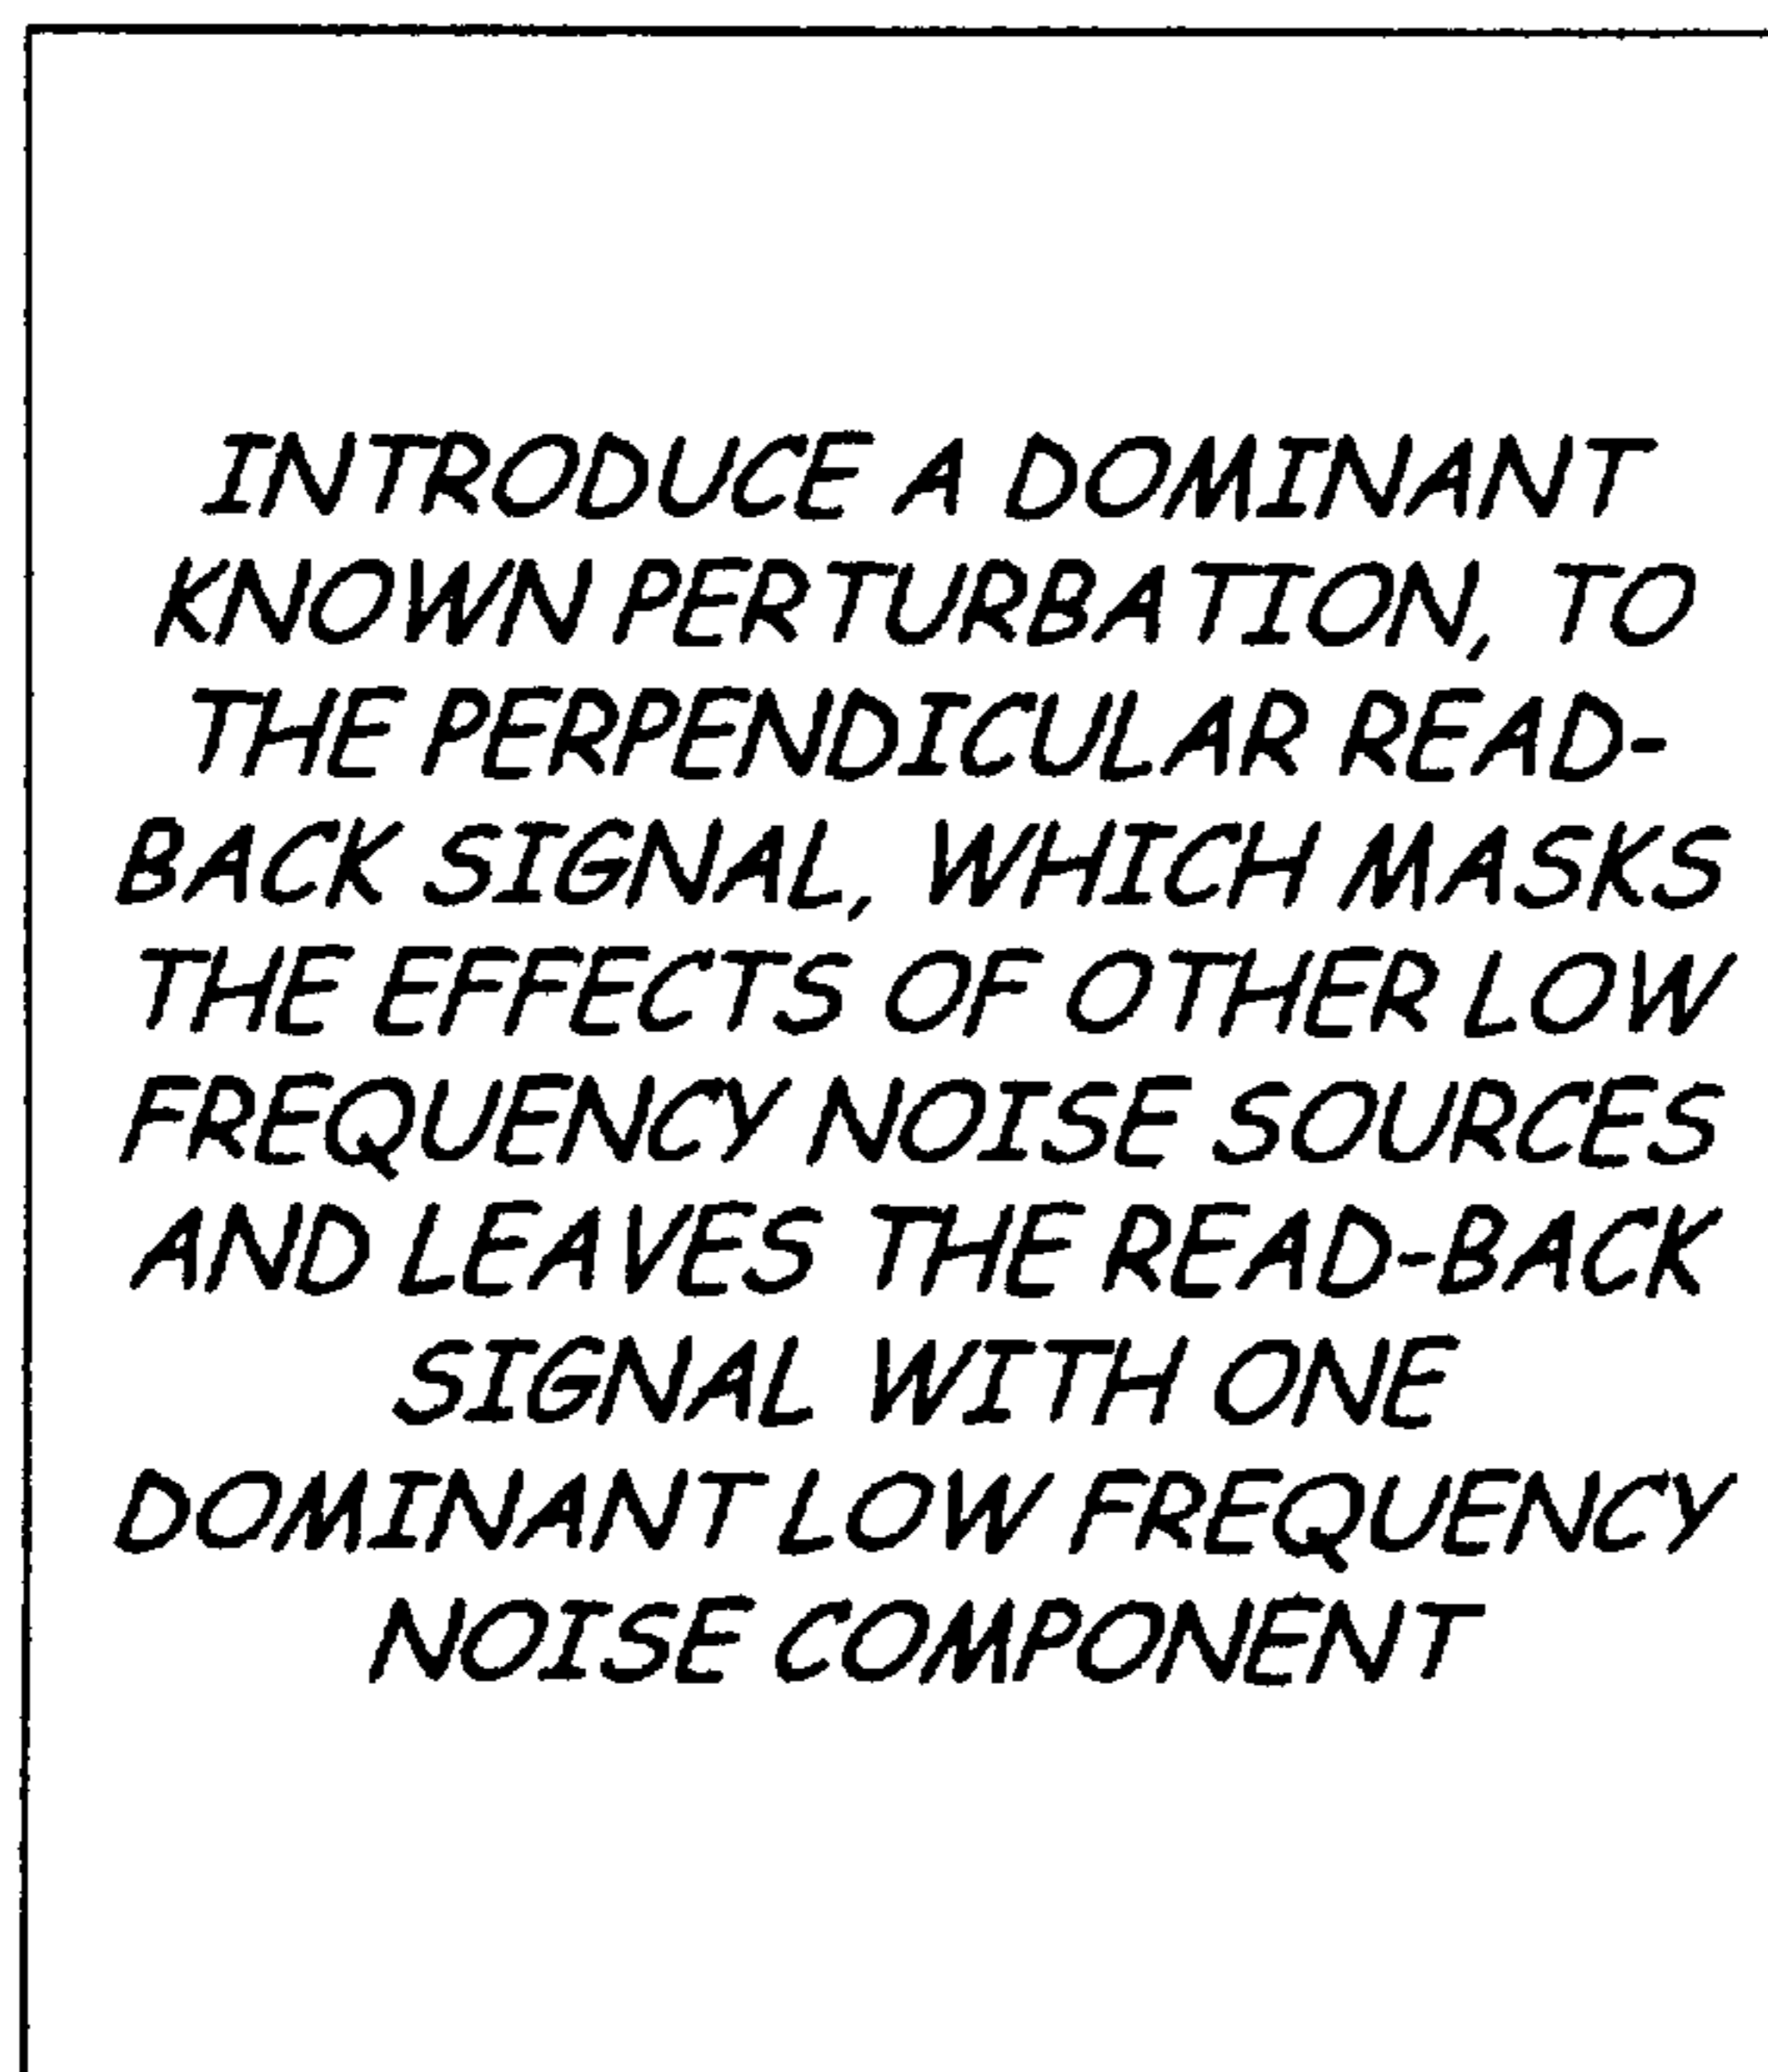 INTRODUCE A DOMINANT
KNOWN PERTURBATION, TO
THE PERPENDICULAR READ-
BACK SIGNAL, WHICH MASKS
THE EFFECTS OF OTHER LOW
FREQUENCY NOISE SOURCES
AND LEAVES THE READ-BACK
SIGNAL WITH ONE
DOMINANT LOW FREQUENCY
NOISE COMPONENT